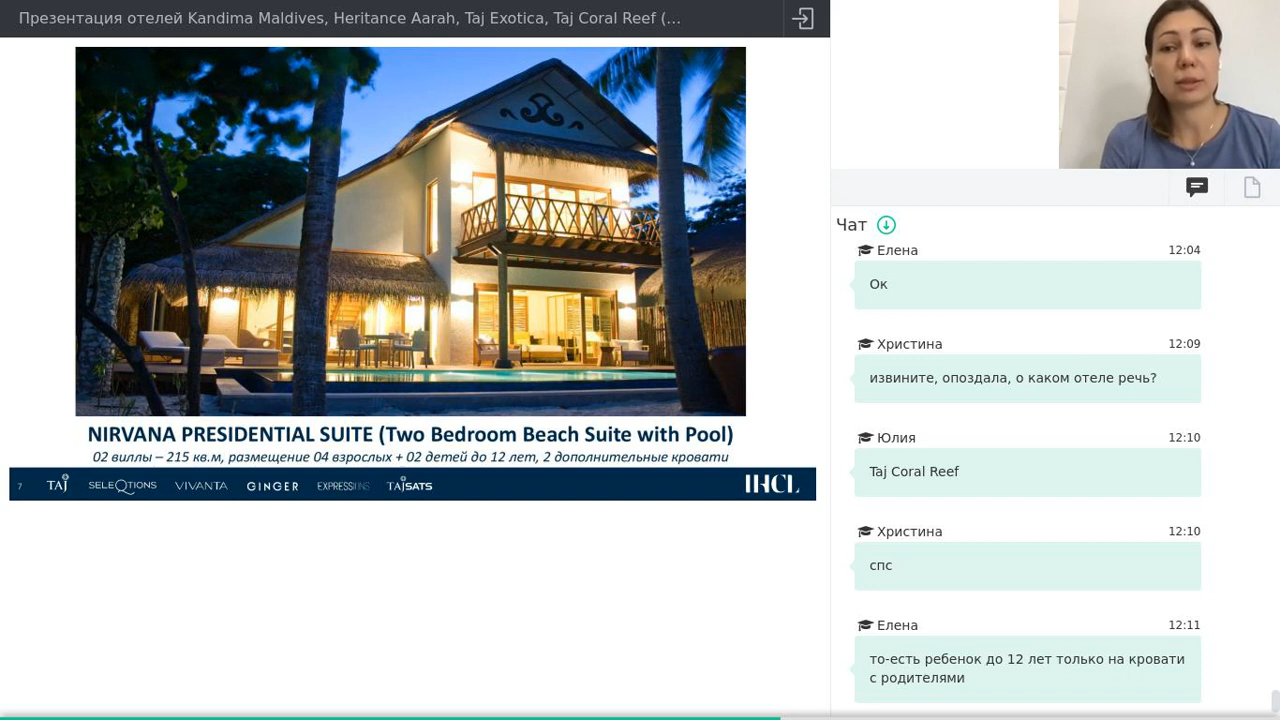 Презентация отелей Kandima Maldives, Heritance Aarah, Taj Exotica, Taj Coral Reef (...
NIRVANA PRESIDENTIAL SUITE (Two Bedroom Beach Suite with Pool)
02 виллы – 215 кв.м, размещение 04 взрослых + 02 детей до 12 лет, 2 дополнительные кровати
7 TAJ SELEQTIONS VIVANTA GINGER EXPRESSIONS TAJSATS IHCL
Чат
Елена 12:04
Ок
Христина 12:09
извините, опоздала, о каком отеле речь?
Юлия 12:10
Taj Coral Reef
Христина 12:10
спс
Елена 12:11
то-есть ребенок до 12 лет только на кровати
с родителями